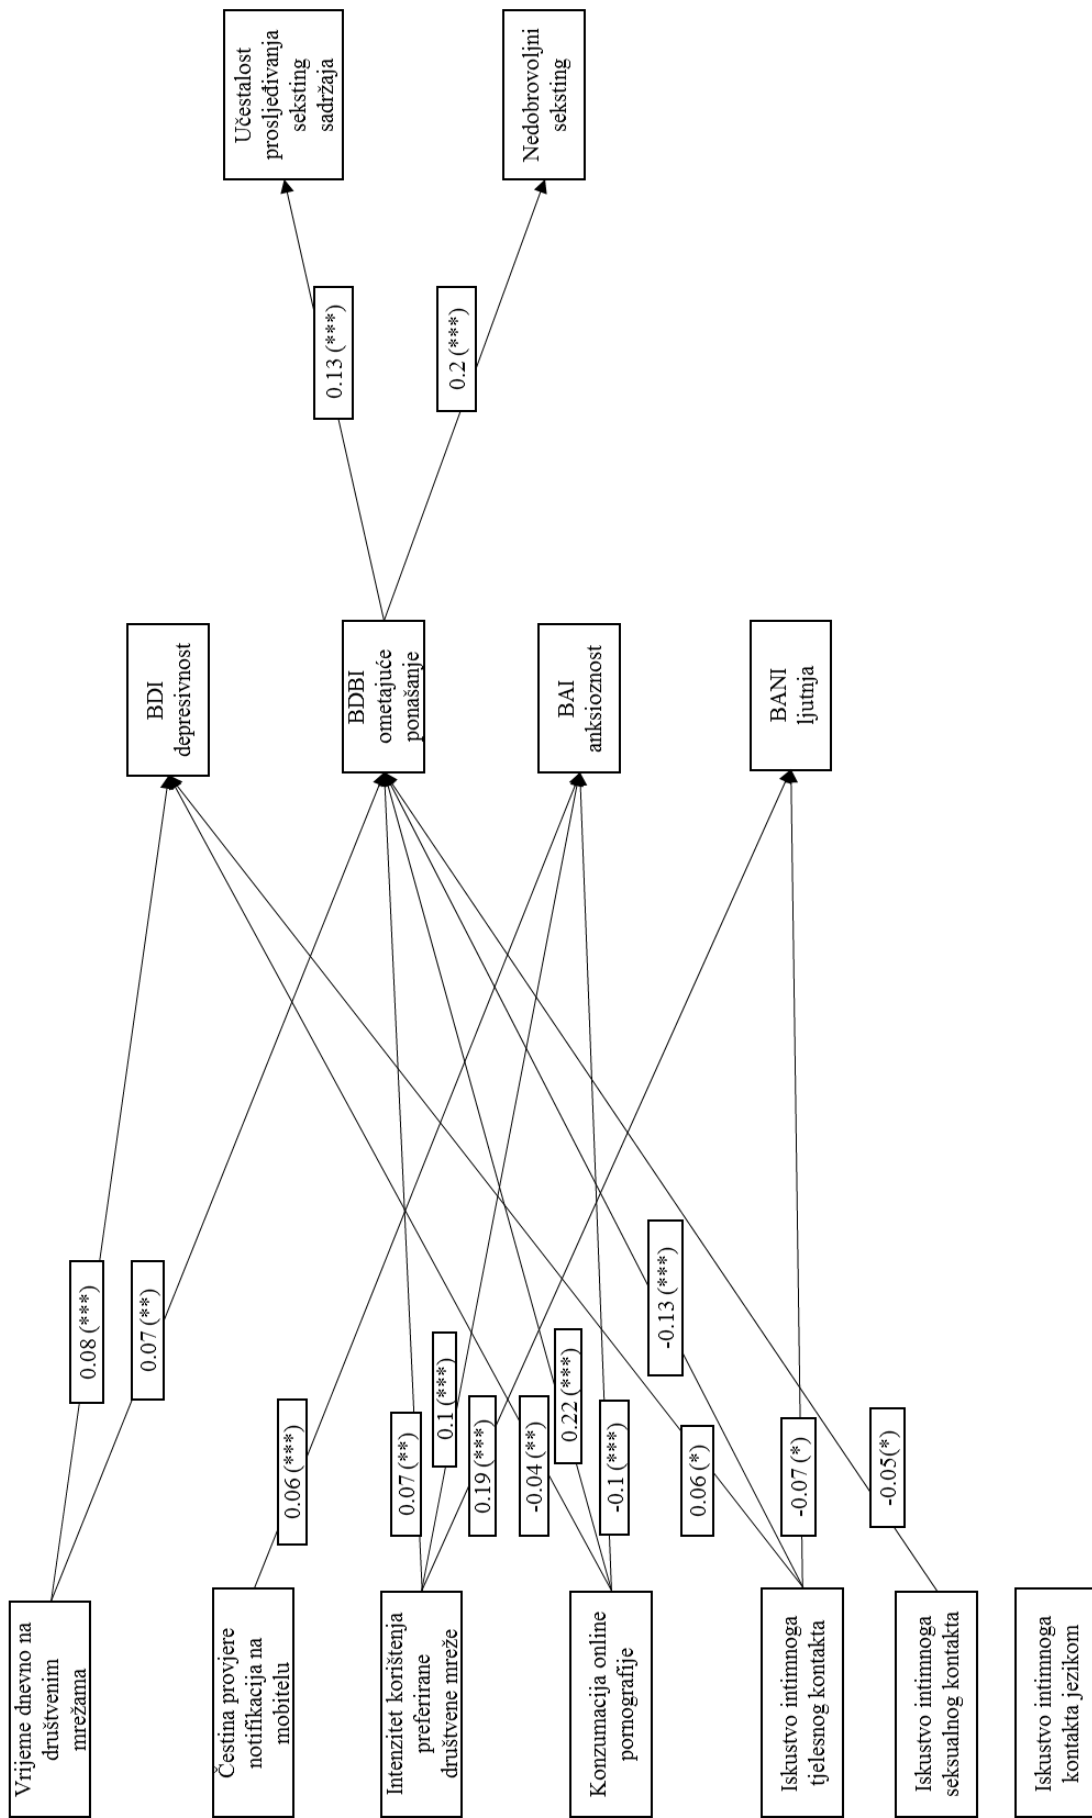 Vrijeme dnevno na
društvenim
mrežama
Čestina provjere
notifikacija na
mobitelu
Intenzitet korištenja
preferirane
društvene mreže
Konzumacija online
pornografije
Iskustvo intimnoga
tjelesnog kontakta
Iskustvo intimnoga
seksualnog kontakta
Iskustvo intimnoga
kontakta jezikom
0.08 (***)
0.07 (**)
0.06 (***)
0.07 (**)
0.1 (***)
0.19 (***)
-0.04 (**)
0.22 (***)
-0.1 (***)
0.06 (*)
-0.13 (***)
-0.07 (*)
-0.05(*)
BDI
depresivnost
BDBI
ometajuće
ponašanje
BAI
anksioznost
BANI
ljutnja
0.13 (***)
0.2 (***)
Učestalost
prosljeđivanja
seksting
sadržaja
Nedobrovoljni
seksting